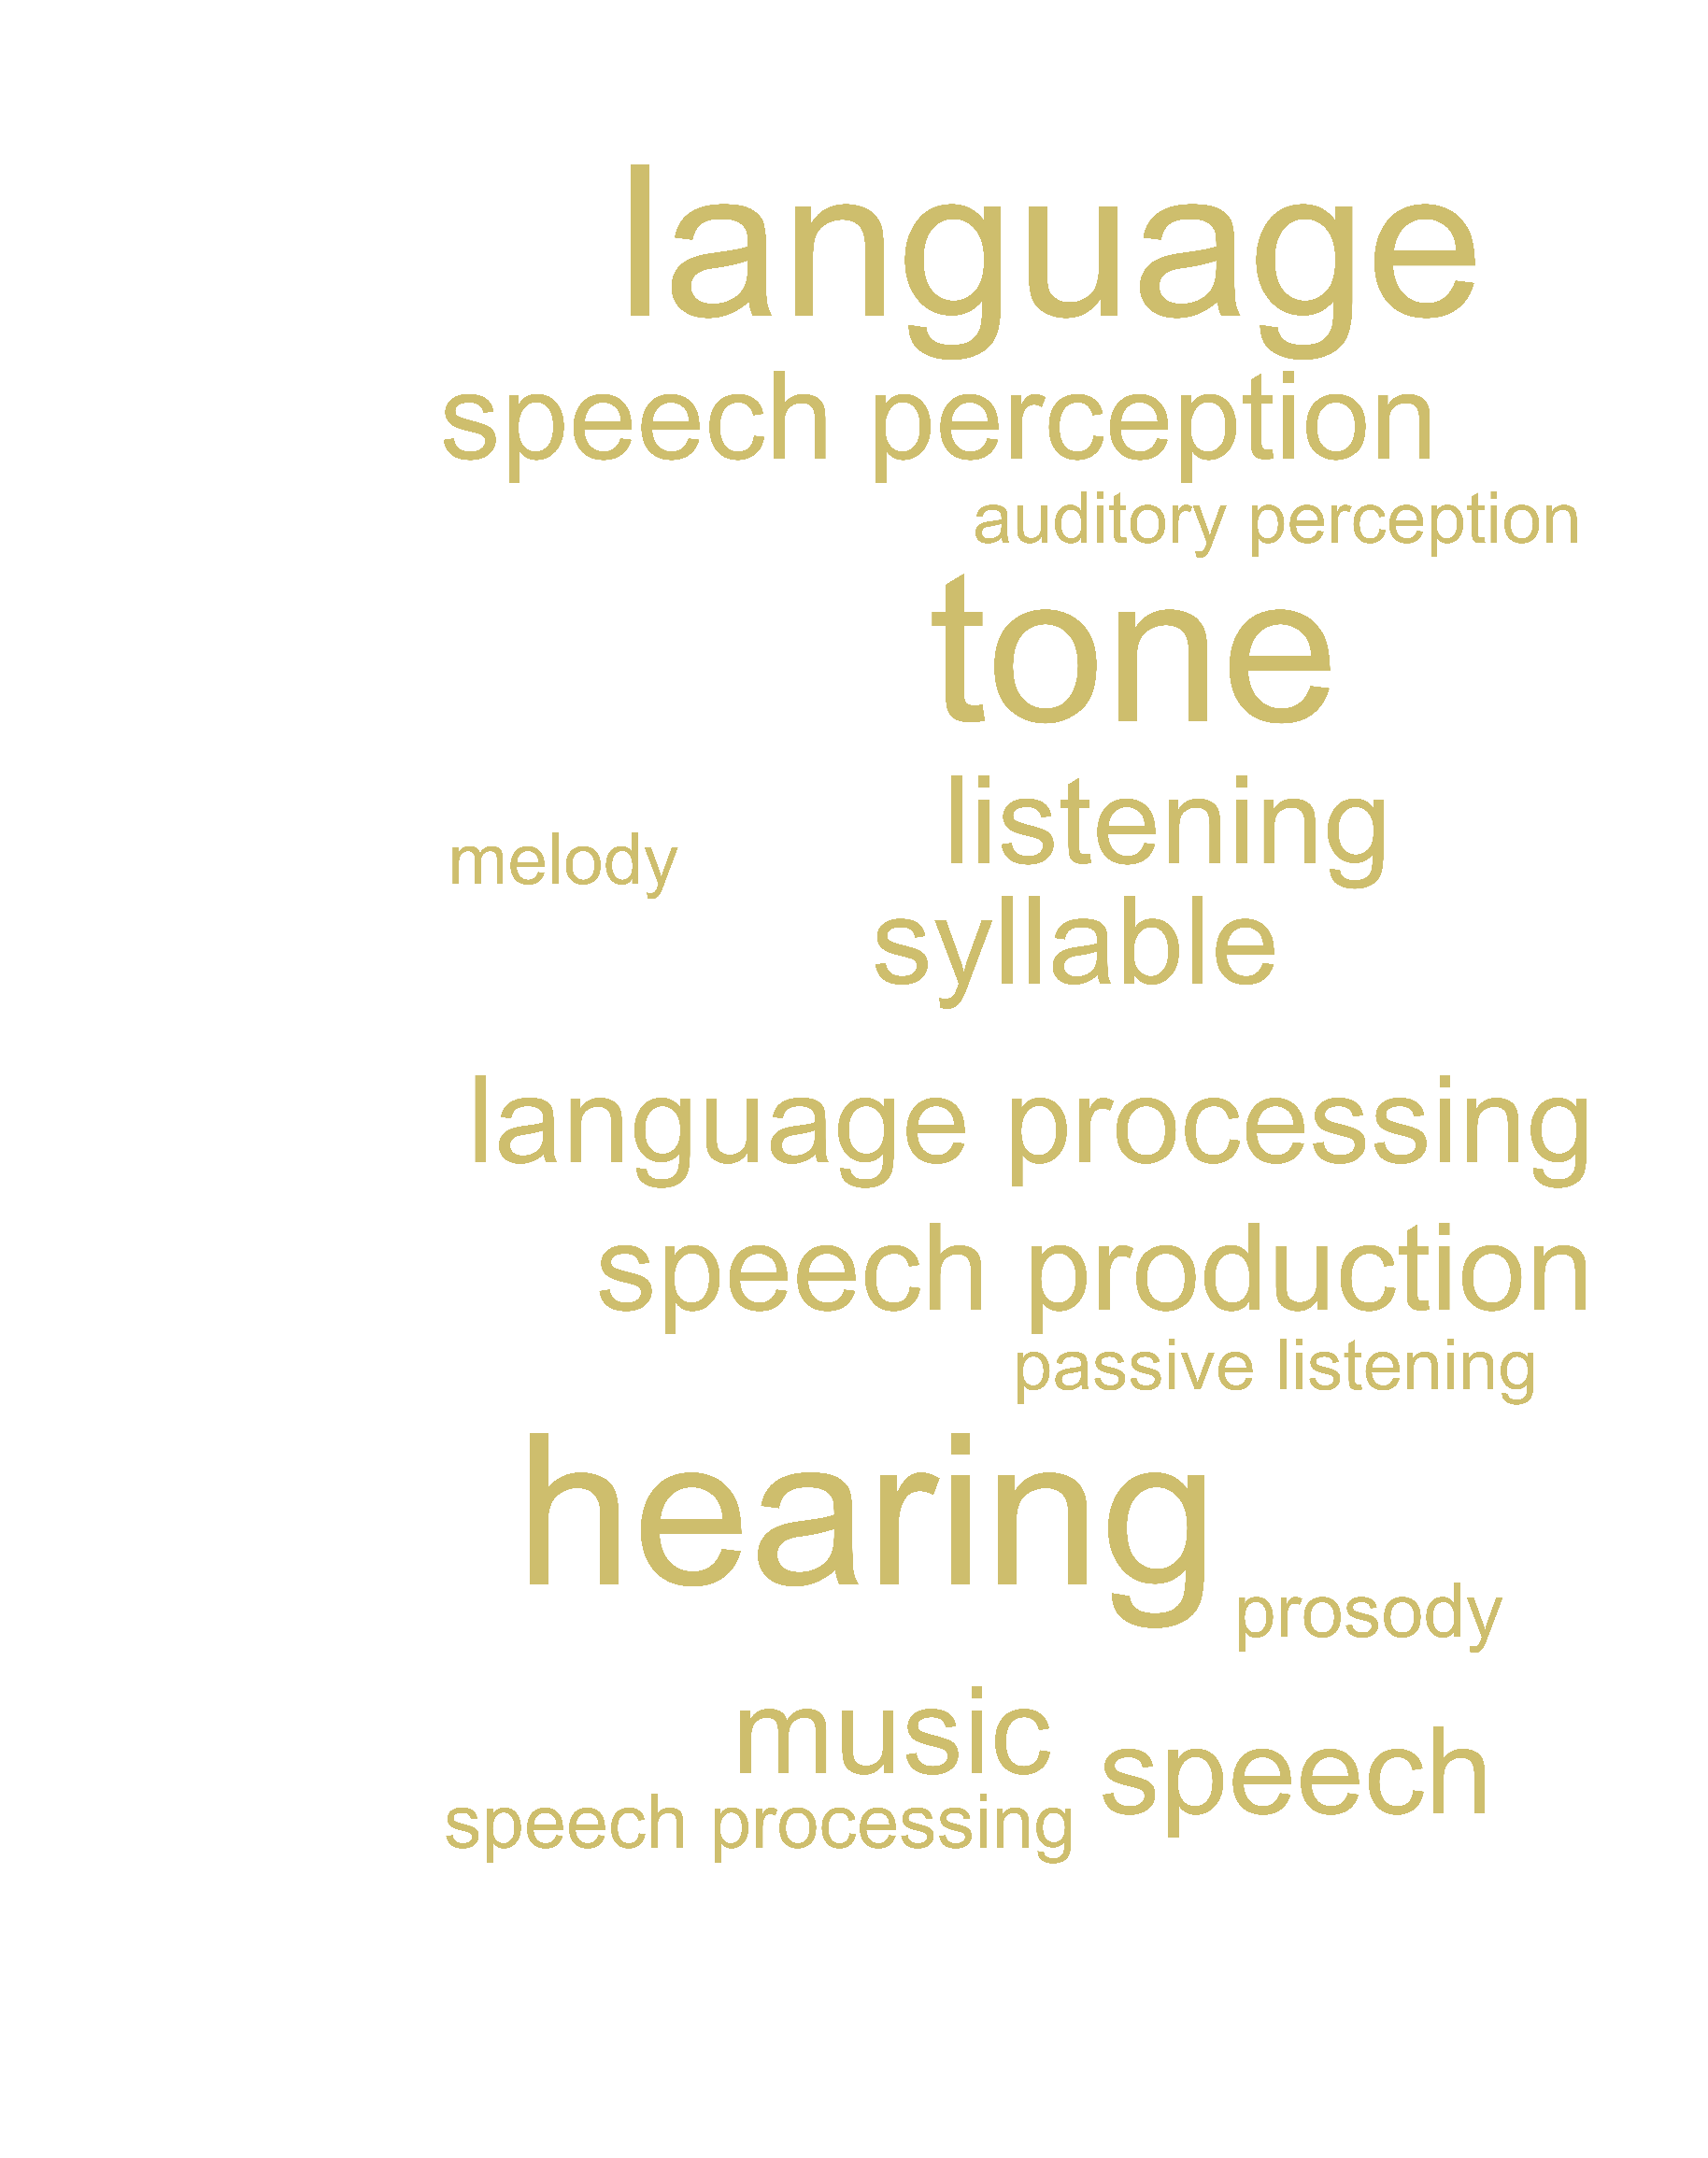 language
speech perception
auditory perception
tone
listening
melody
syllable
language processing
speech production
passive listening
hearing
prosody
music
speech
speech processing